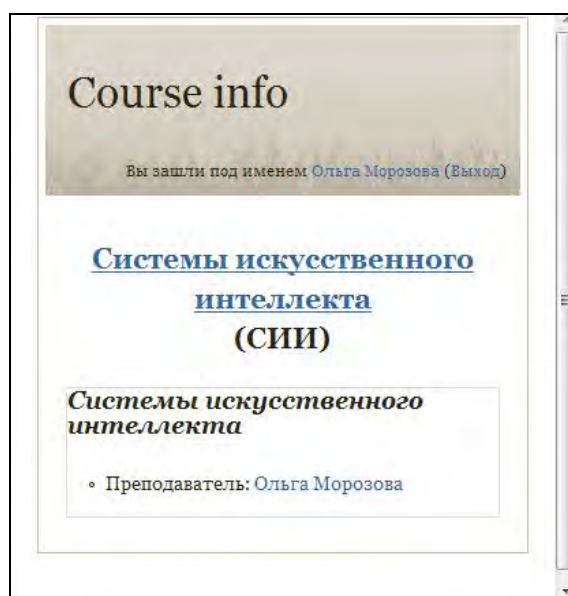 Course info
Вы зашли под именем Ольга Морозова (Выход)
Системы искусственного
интеллекта
(СИИ)
Системы искусственного
интеллекта
Преподаватель: Ольга Морозова